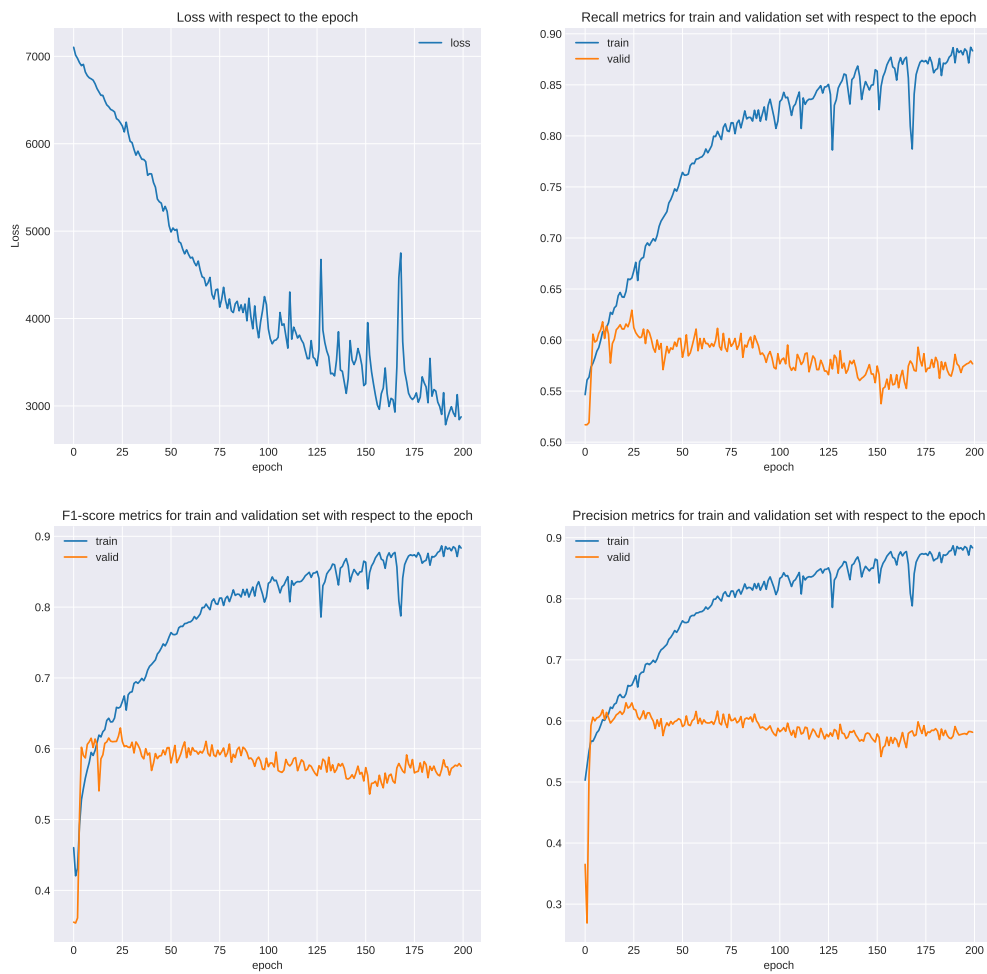 Loss with respect to the epoch
loss
7000
6000
5000
4000
3000
Loss
0 25 50 75 100 125 150 175 200
epoch
Recall metrics for train and validation set with respect to the epoch
train
valid
0.90
0.85
0.80
0.75
0.70
0.65
0.60
0.55
0.50
0 25 50 75 100 125 150 175 200
epoch
F1-score metrics for train and validation set with respect to the epoch
train
valid
0.9
0.8
0.7
0.6
0.5
0.4
0 25 50 75 100 125 150 175 200
epoch
Precision metrics for train and validation set with respect to the epoch
train
valid
0.9
0.8
0.7
0.6
0.5
0.4
0.3
0 25 50 75 100 125 150 175 200
epoch